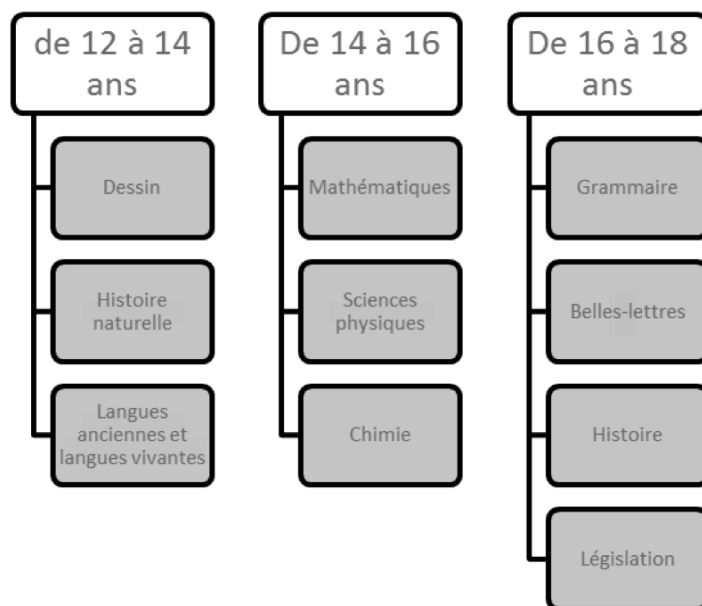 de 12 à 14
ans
Dessin
Histoire
naturelle
Langues
anciennes et
langues vivantes
De 14 à 16
ans
Mathématiques
Sciences
physiques
Chimie
De 16 à 18
ans
Grammaire
Belles-lettres
Histoire
Législation